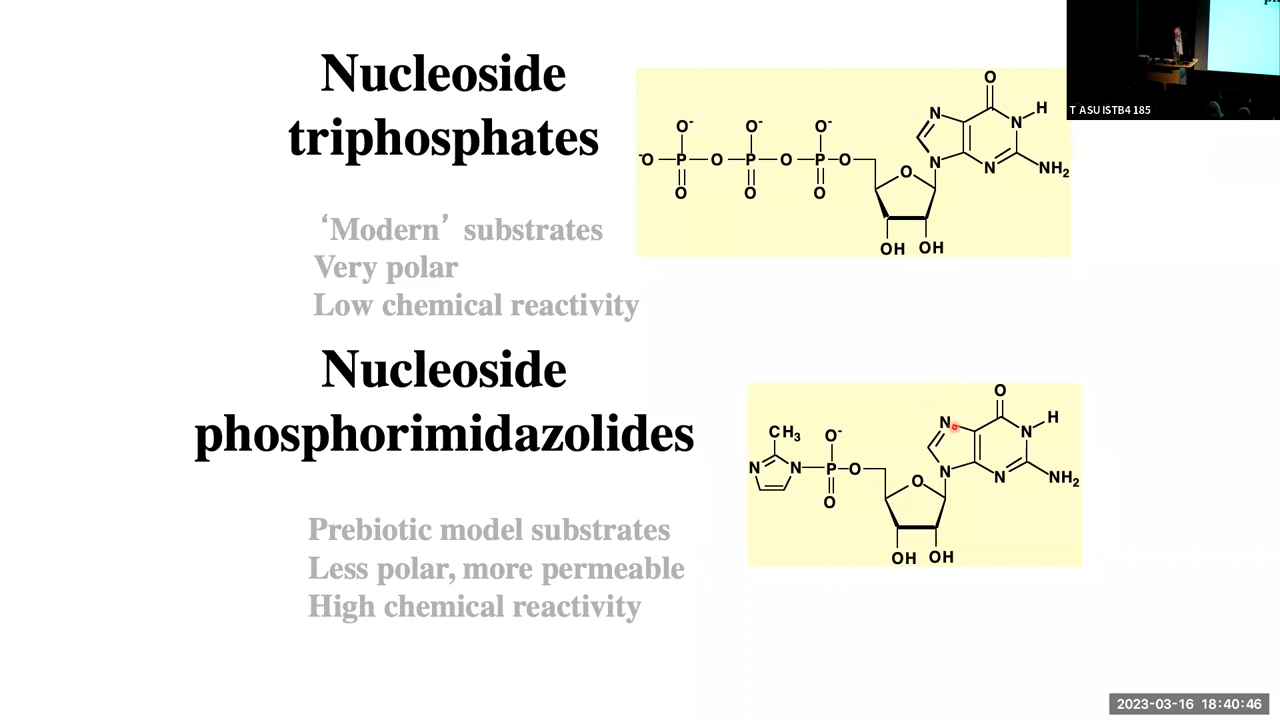 Nucleoside
triphosphates
'Modern' substrates
Very polar
Low chemical reactivity
O
N
N
H
N
N
NH2
O-
O-
O-
-O
P
O
P
O
P
O
O
O
O
O
OH
OH
Nucleoside
phosphorimidazolides
Prebiotic model substrates
Less polar, more permeable
High chemical reactivity
O
N
N
H
N
N
NH2
CH3
N
N
O-
P
O
O
O
OH
OH
T ASU ISTB4 185
2023-03-16 18:40:46